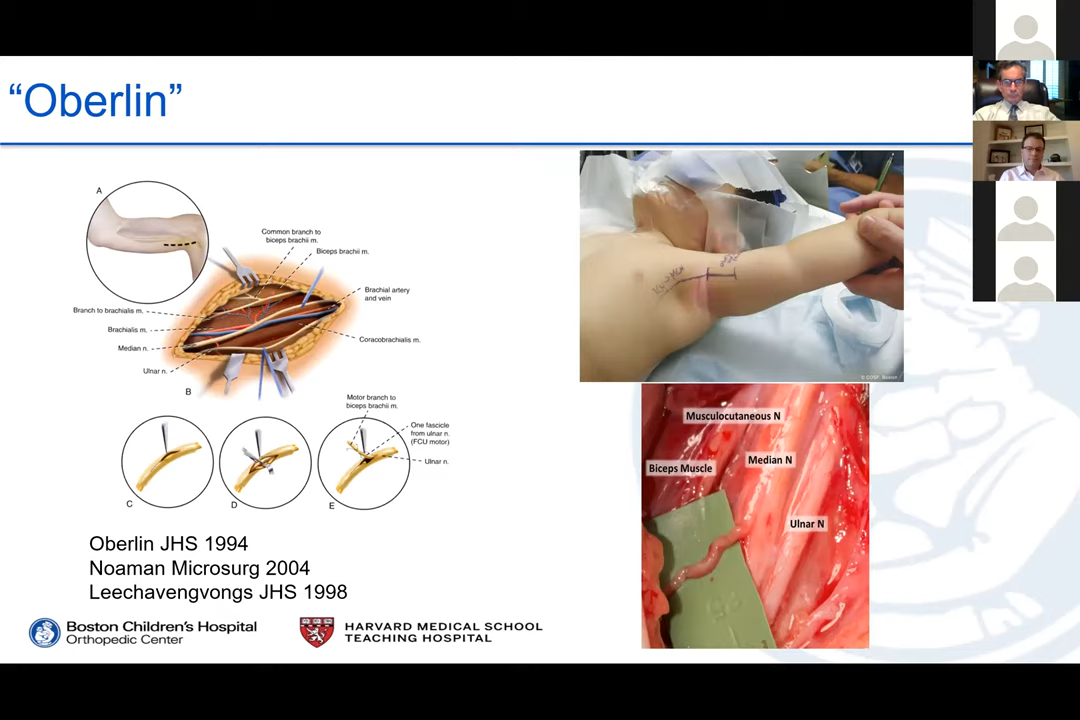 “Oberlin”
A
Common branch to
biceps brachii m.
Biceps brachii m.
Brachial artery
and vein
Branch to brachialis m.
Brachialis m.
Median n.
Ulnar n.
Coracobrachialis m.
B
Motor branch to
biceps brachii m.
One fascicle
from ulnar n.
(FCU motor)
Ulnar n.
C
D
E
Oberlin JHS 1994
Noaman Microsurg 2004
Leechavengvongs JHS 1998
Boston Children’s Hospital
Orthopedic Center
HARVARD MEDICAL SCHOOL
TEACHING HOSPITAL
Musculocutaneous N
Median N
Biceps Muscle
Ulnar N